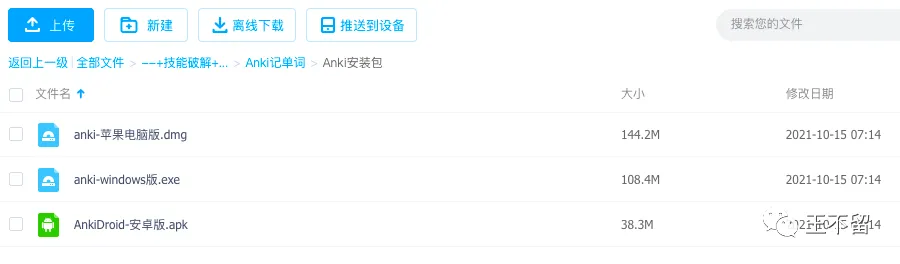 上传 新建 离线下载 推送到设备 搜索您的文件
返回上一级 | 全部文件 > --+技能破解+... > Anki记单词 > Anki安装包
文件名 大小 修改日期
anki-苹果电脑版.dmg 144.2M 2021-10-15 07:14
anki-windows版.exe 108.4M 2021-10-15 07:14
AnkiDroid-安卓版.apk 38.3M 2021-10-15 07:14
王不留